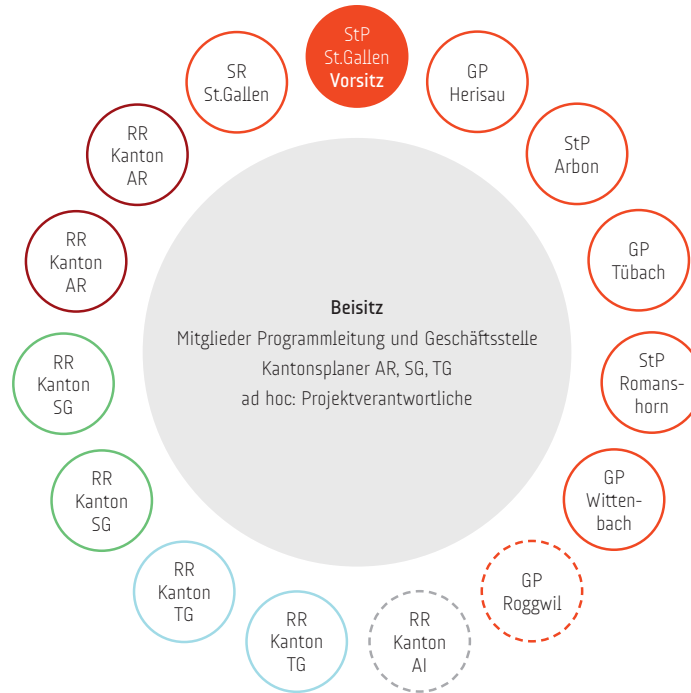 StP
St.Gallen
Vorsitz
GP
Herisau
StP
Arbon
GP
Tübach
StP
Romans-
horn
GP
Witten-
bach
GP
Roggwil
RR
Kanton
AI
RR
Kanton
TG
RR
Kanton
TG
RR
Kanton
SG
RR
Kanton
SG
RR
Kanton
AR
RR
Kanton
AR
SR
St.Gallen
Beisitz
Mitglieder Programmleitung und Geschäftsstelle
Kantonsplaner AR, SG, TG
ad hoc: Projektverantwortliche